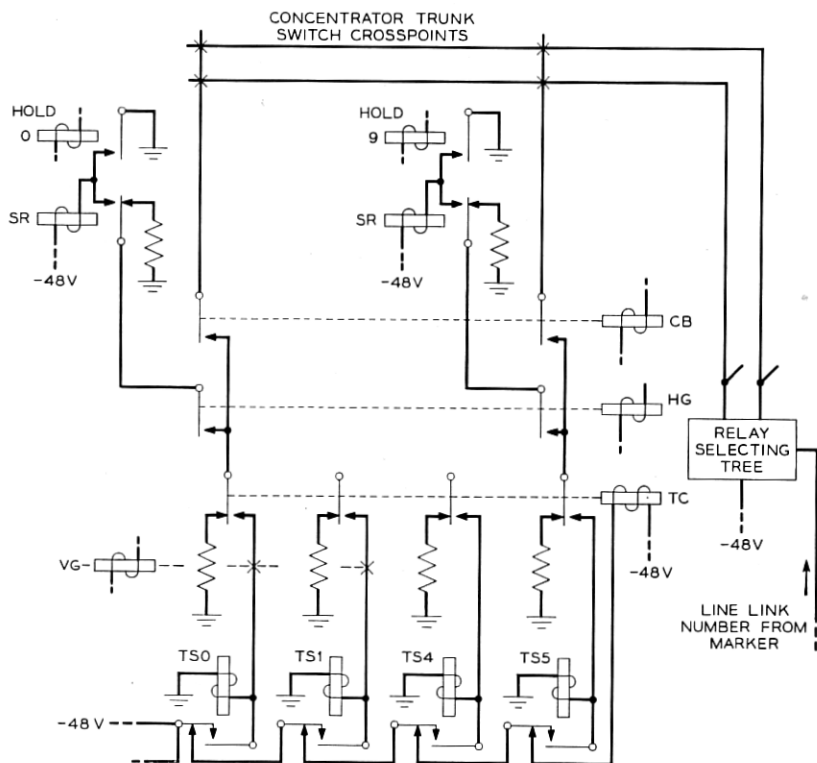 CONCENTRATOR TRUNK
SWITCH CROSSPOINTS
HOLD
0
SR
-48V
HOLD
9
SR
-48V
CB
HG
RELAY
SELECTING
TREE
TC
-48V
-48V
VG
LINE LINK
NUMBER FROM
MARKER
TS0
TS1
TS4
TS5
-48V